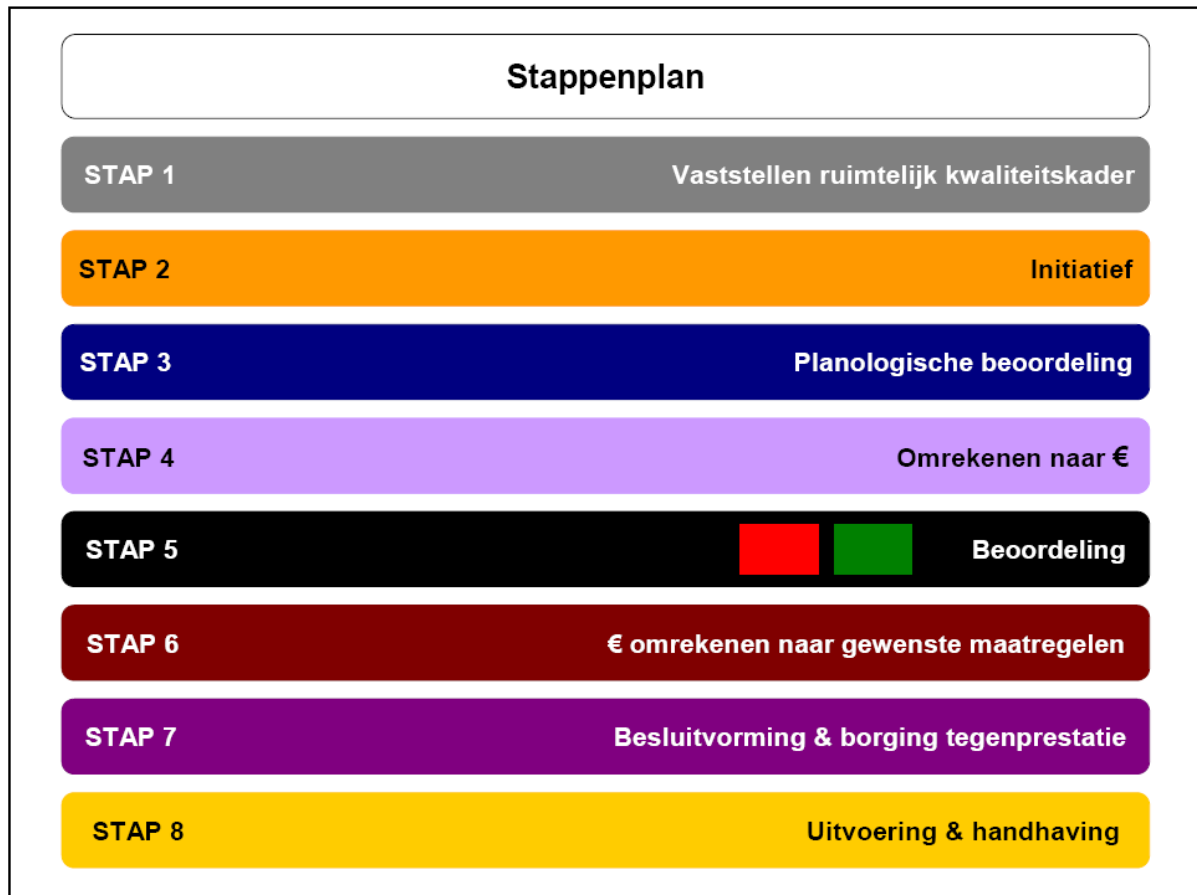 Stappenplan
STAP 1 Vaststellen ruimtelijk kwaliteitskader
STAP 2 Initiatief
STAP 3 Planologische beoordeling
STAP 4 Omrekenen naar €
STAP 5 Beoordeling
STAP 6 € omrekenen naar gewenste maatregelen
STAP 7 Besluitvorming & borging tegenprestatie
STAP 8 Uitvoering & handhaving